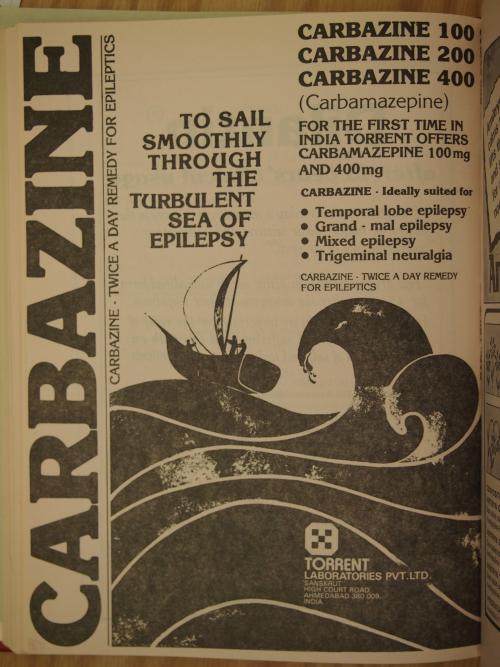 CARBAZINE
CARBAZINE - TWICE A DAY REMEDY FOR EPILEPTICS
TO SAIL
SMOOTHLY
THROUGH
THE
TURBULENT
SEA OF
EPILEPSY
CARBAZINE 100
CARBAZINE 200
CARBAZINE 400
(Carbamazepine)
FOR THE FIRST TIME IN
INDIA TORRENT OFFERS
CARBAMAZEPINE 100mg
AND 400mg
CARBAZINE - Ideally suited for
• Temporal lobe epilepsy
• Grand - mal epilepsy
• Mixed epilepsy
• Trigeminal neuralgia
CARBAZINE - TWICE A DAY REMEDY
FOR EPILEPTICS
TORRENT
LABORATORIES PVT. LTD.
SANSKRUT
HIGH COURT ROAD
AHMEDABAD 380 009.
INDIA